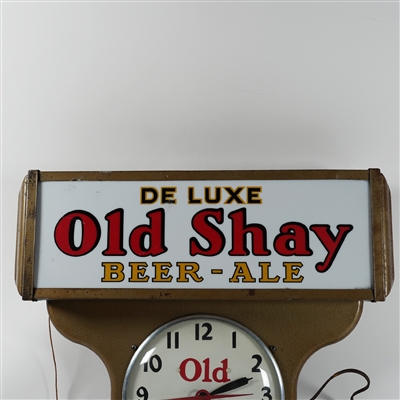 DE LUXE
Old Shay
BEER - ALE
11 12 1
10 2
Old
9 3